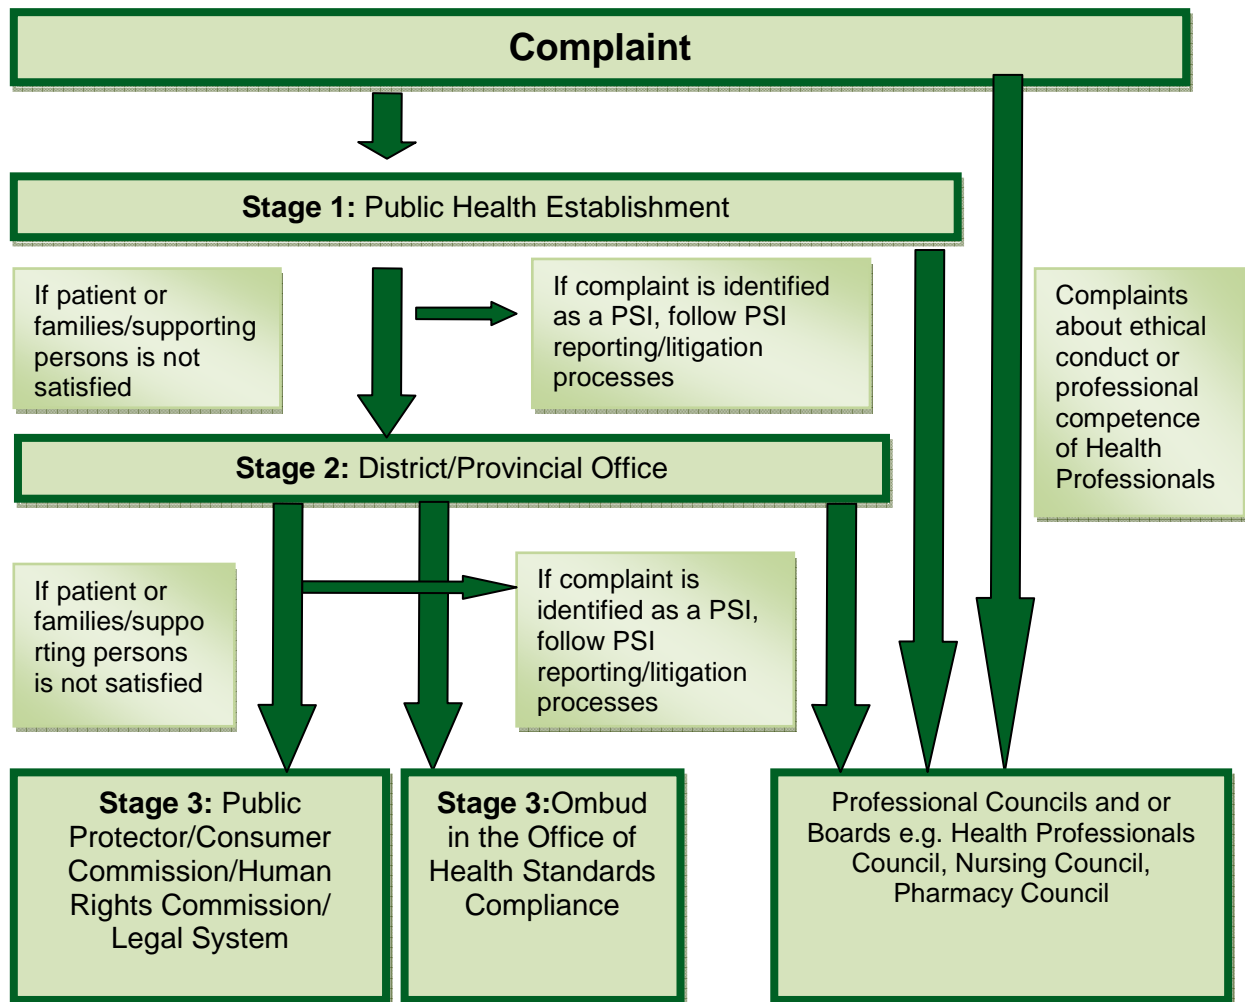 Complaint
Stage 1: Public Health Establishment
If patient or
families/supporting
persons is not
satisfied
If complaint is identified
as a PSI, follow PSI
reporting/litigation
processes
Complaints
about ethical
conduct or
professional
competence
of Health
Professionals
Stage 2: District/Provincial Office
If patient or
families/suppo
rting persons
is not satisfied
If complaint is
identified as a PSI,
follow PSI
reporting/litigation
processes
Stage 3: Public
Protector/Consumer
Commission/Human
Rights Commission/
Legal System
Stage 3:Ombud
in the Office of
Health Standards
Compliance
Professional Councils and or
Boards e.g. Health Professionals
Council, Nursing Council,
Pharmacy Council